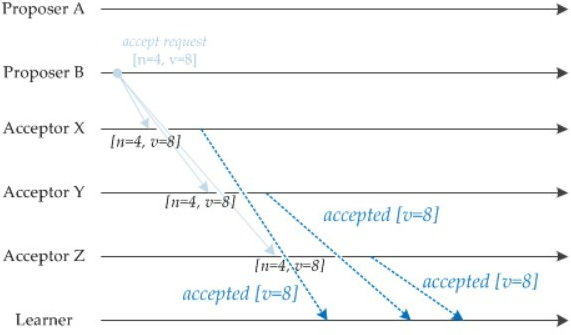 Proposer A
accept request
[n=4, v=8]
Proposer B
Acceptor X
[n=4, v=8]
Acceptor Y
[n=4, v=8]
accepted [v=8]
Acceptor Z
[n=4, v=8]
accepted [v=8]
accepted [v=8]
Learner